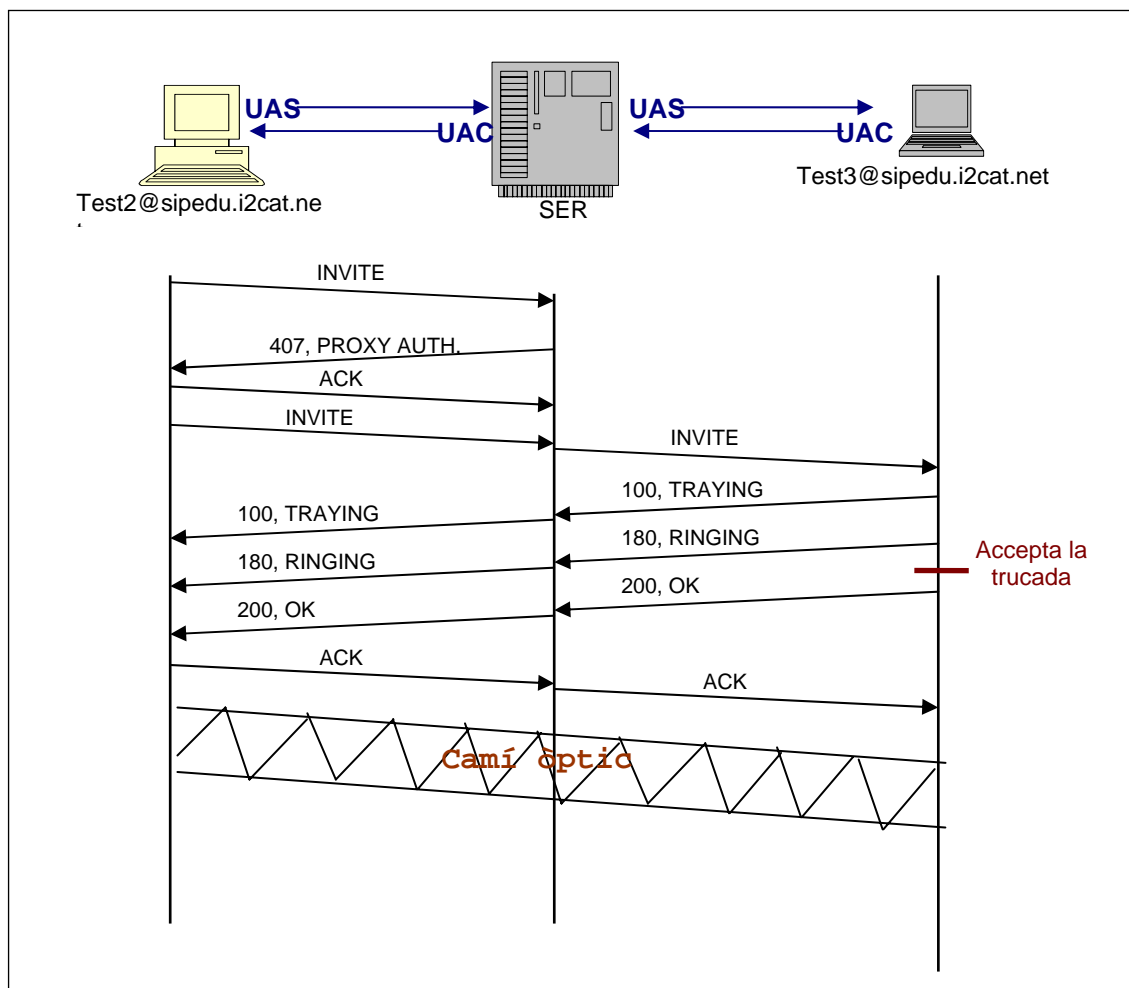 UAS
UAS
UAC
UAC
Test2@sipedu.i2cat.ne
SER
Test3@sipedu.i2cat.net
INVITE
407, PROXY AUTH.
ACK
INVITE
INVITE
100, TRAYING
100, TRAYING
180, RINGING
180, RINGING
Accepta la
trucada
200, OK
200, OK
ACK
ACK
Camí òptic